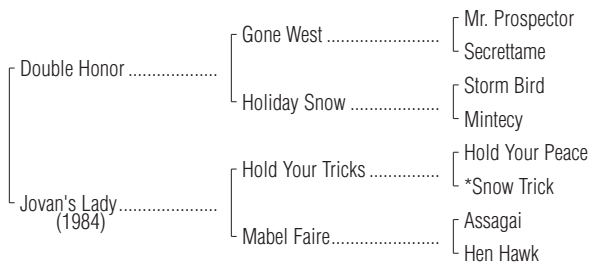 Mr. Prospector
Gone West ......................
Secrettame
Double Honor ..................
Storm Bird
Holiday Snow ..................
Mintecy
Hold Your Peace
Hold Your Tricks ..............
*Snow Trick
Jovan's Lady....................
(1984)
Assagai
Mabel Faire......................
Hen Hawk